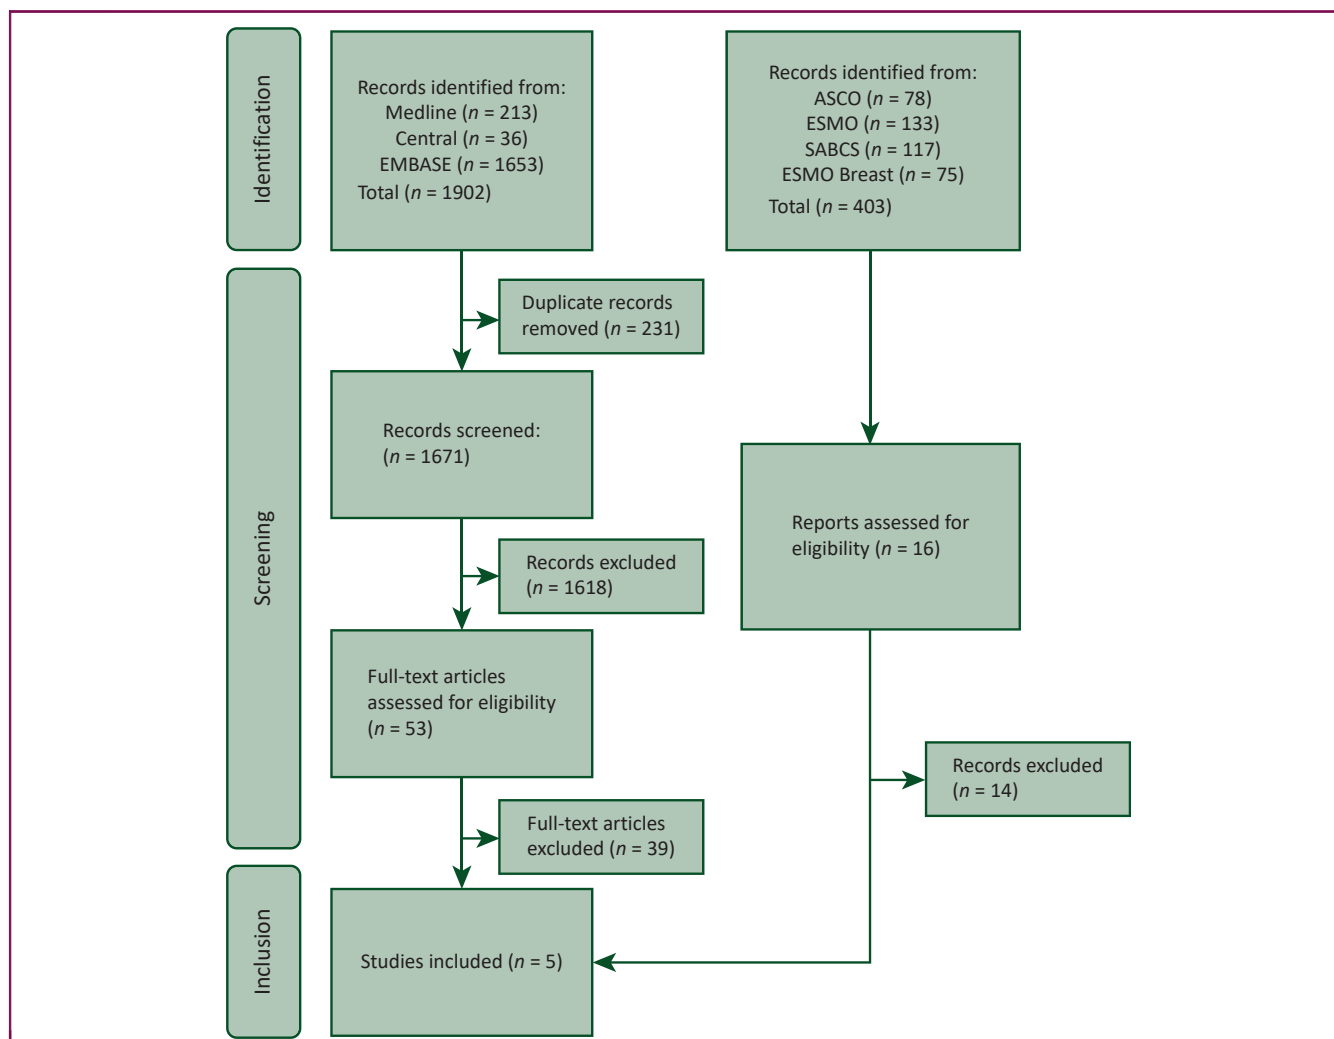 Identification
Records identified from:
Medline (n = 213)
Central (n = 36)
EMBASE (n = 1653)
Total (n = 1902)
Records identified from:
ASCO (n = 78)
ESMO (n = 133)
SABCS (n = 117)
ESMO Breast (n = 75)
Total (n = 403)
Screening
Duplicate records
removed (n = 231)
Records screened:
(n = 1671)
Reports assessed for
eligibility (n = 16)
Records excluded
(n = 1618)
Full-text articles
assessed for eligibility
(n = 53)
Records excluded
(n = 14)
Full-text articles
excluded (n = 39)
Inclusion
Studies included (n = 5)